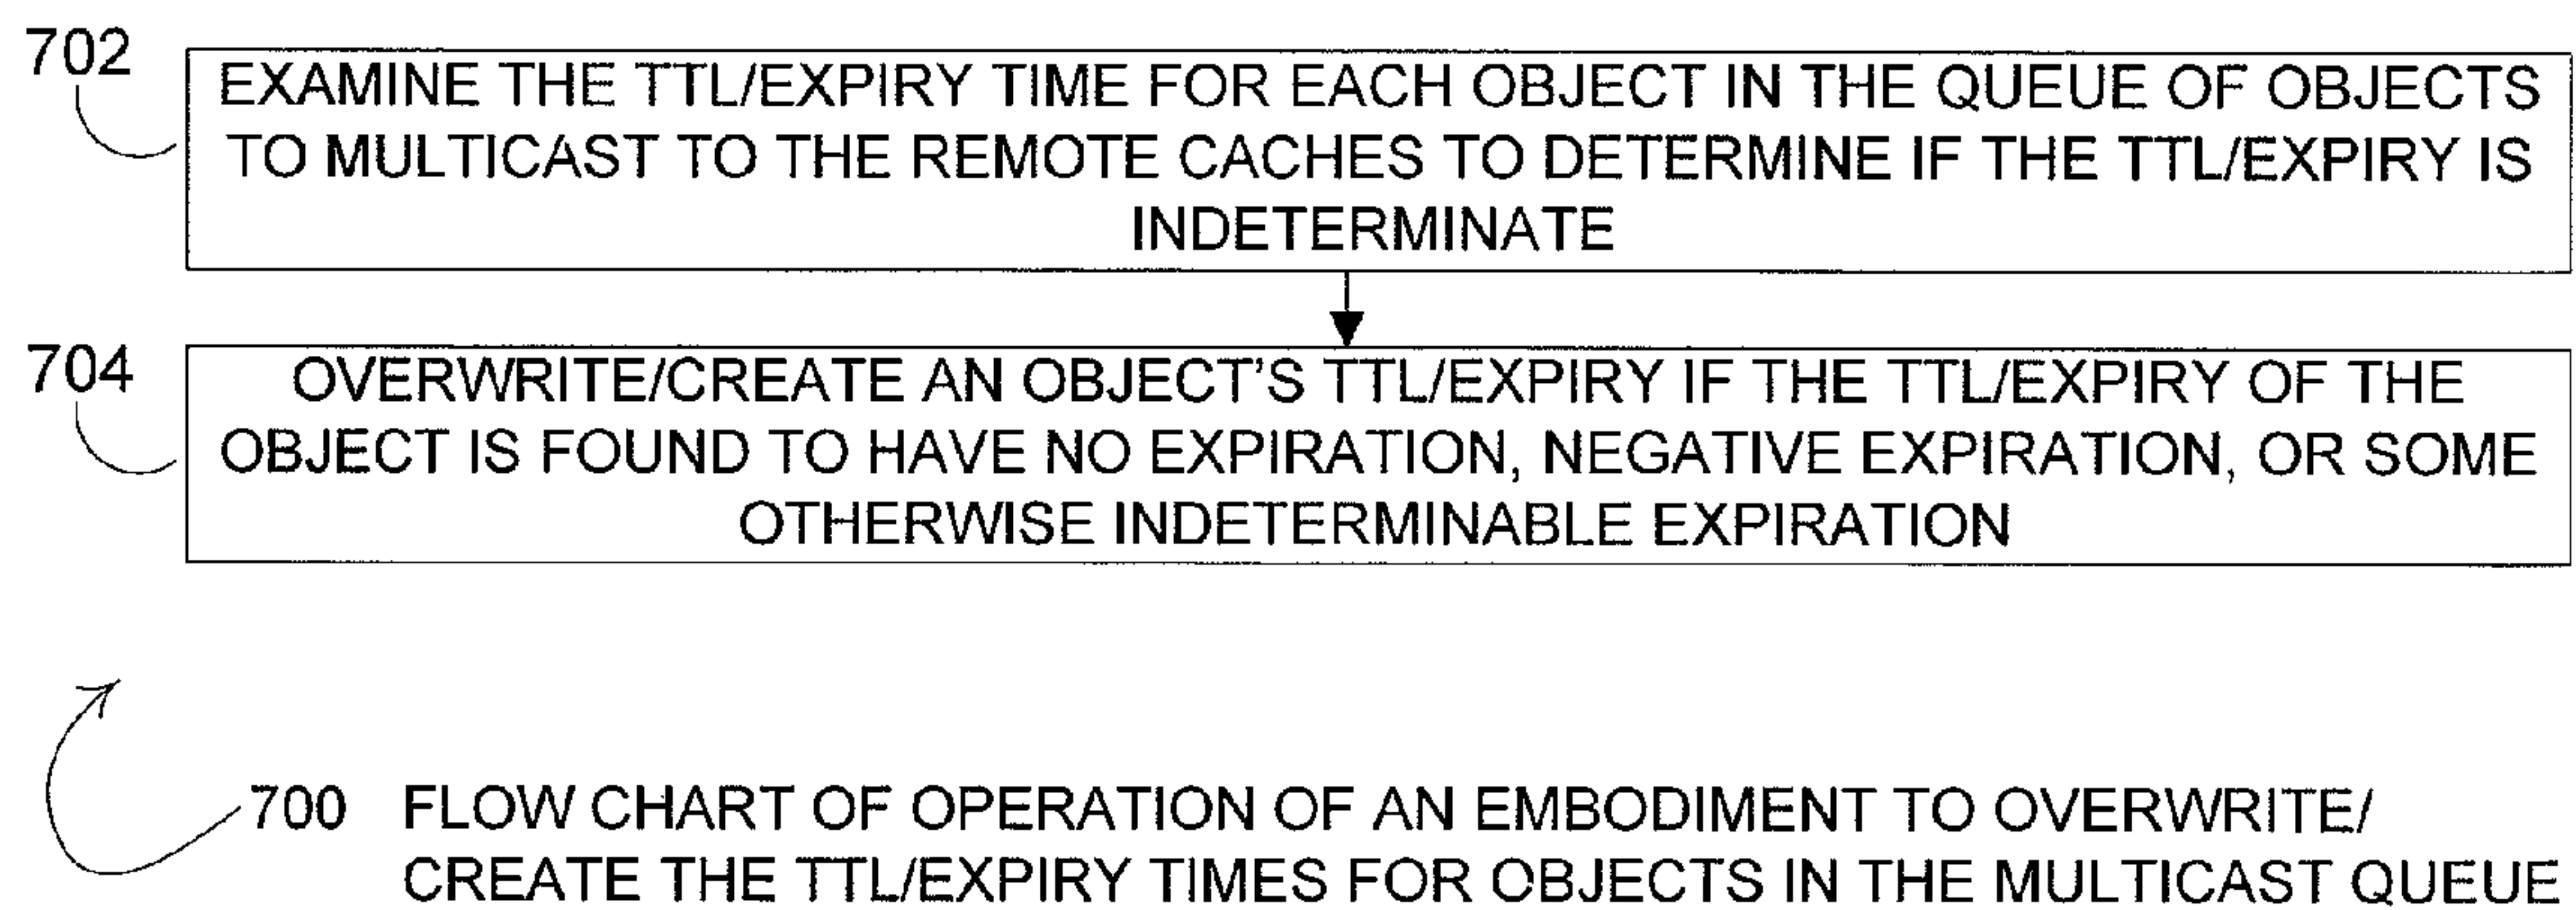 702
EXAMINE THE TTL/EXPIRY TIME FOR EACH OBJECT IN THE QUEUE OF OBJECTS
TO MULTICAST TO THE REMOTE CACHES TO DETERMINE IF THE TTL/EXPIRY IS
INDETERMINATE
704
OVERWRITE/CREATE AN OBJECT'S TTL/EXPIRY IF THE TTL/EXPIRY OF THE
OBJECT IS FOUND TO HAVE NO EXPIRATION, NEGATIVE EXPIRATION, OR SOME
OTHERWISE INDETERMINABLE EXPIRATION
700 FLOW CHART OF OPERATION OF AN EMBODIMENT TO OVERWRITE/
CREATE THE TTL/EXPIRY TIMES FOR OBJECTS IN THE MULTICAST QUEUE